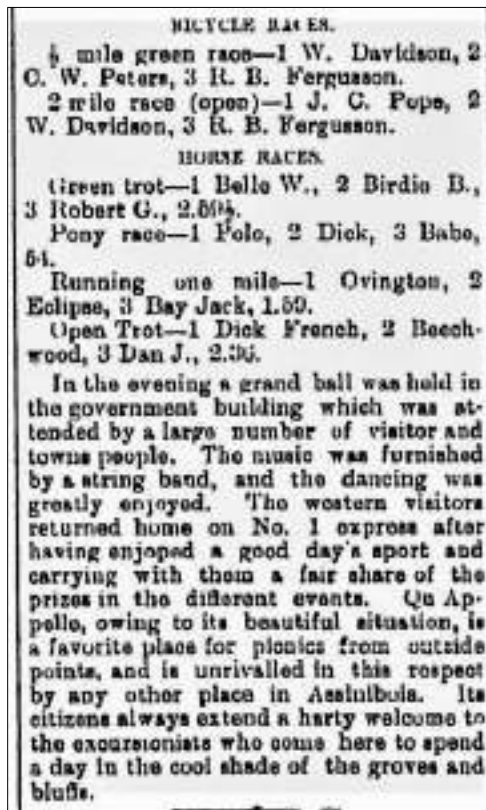 BICYCLE RACES.
½ mile green race—1 W. Davidson, 2
C. W. Peters, 3 R. B. Fergusson.
2 mile race (open)—1 J. C. Pope, 2
W. Davidson, 3 R. B. Fergusson.
HORSE RACES.
Green trot—1 Belle W., 2 Birdie B.,
3 Robert G.,
Pony race—1 Polo, 2 Dick, 3 Babe,
54.
Running one mile—1 Ovington, 2
Eclipse, 3 Bay Jack, 1.59.
Open Trot—1 Dick French, 2 Beech-
wood, 3 Dan J., 2.36.
In the evening a grand ball was held in
the government building which was at-
tended by a large number of visitor and
towns people. The music was furnished
by a string band, and the dancing was
greatly enjoyed. The western visitors
returned home on No. 1 express after
having enjoped a good day's sport and
carrying with them a fair share of the
prizes in the different events. Qu Ap-
pelle, owing to its beautiful situation, is
a favorite place for picnics from outside
points, and is unrivalled in this respect
by any other place in Assiniboia. Its
citizens always extend a harty welcome to
the excursionists who come here to spend
a day in the cool shade of the groves and
bluffs.